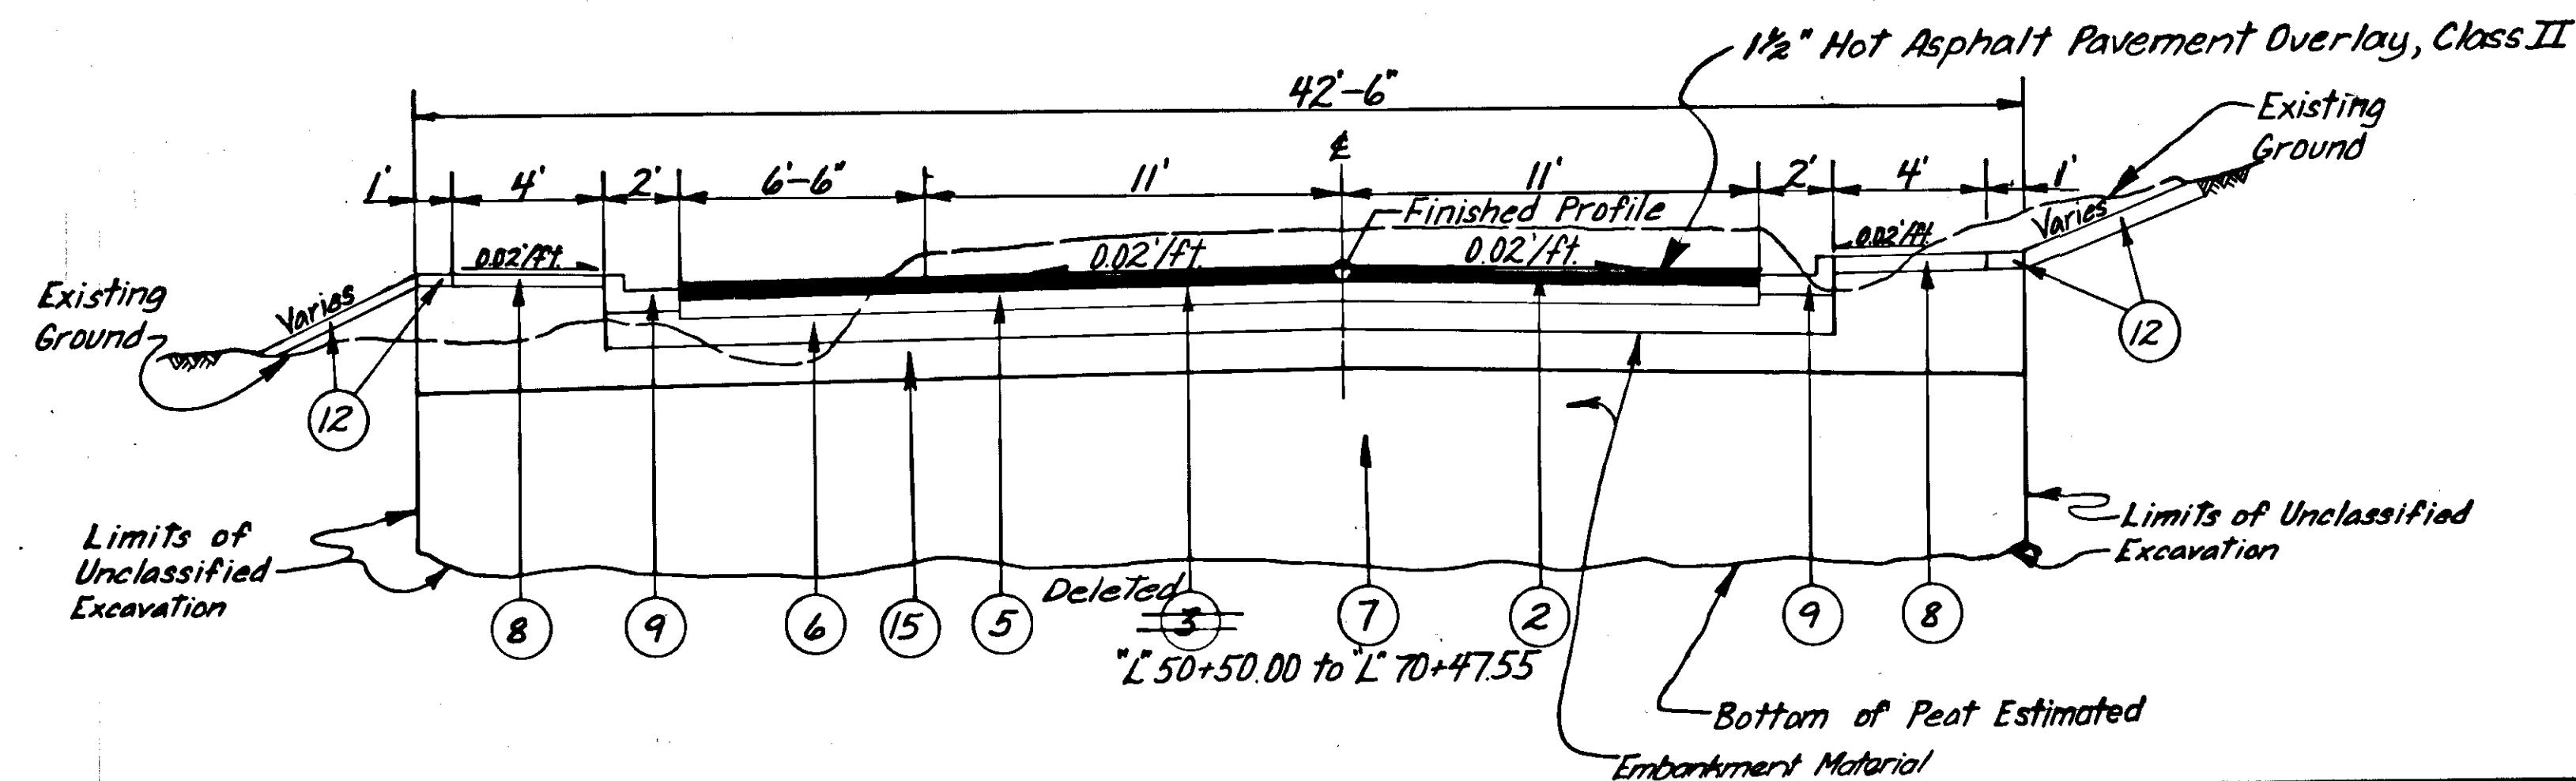 1½" Hot Asphalt Pavement Overlay, Class II
42'-6"
Existing
Ground
℄
1'
4'
2'
6'-6"
11'
11'
2'
4'
1'
Finished Profile
Varies
0.02'/ft.
0.02'/ft.
0.02'/ft.
0.02'/ft.
Existing
Ground
Varies
12
12
Limits of
Unclassified
Excavation
Limits of Unclassified
Excavation
Deleted
8
9
6
15
5
3
7
2
9
8
"L" 50+50.00 to "L" 70+47.55
Bottom of Peat Estimated
Embankment Material